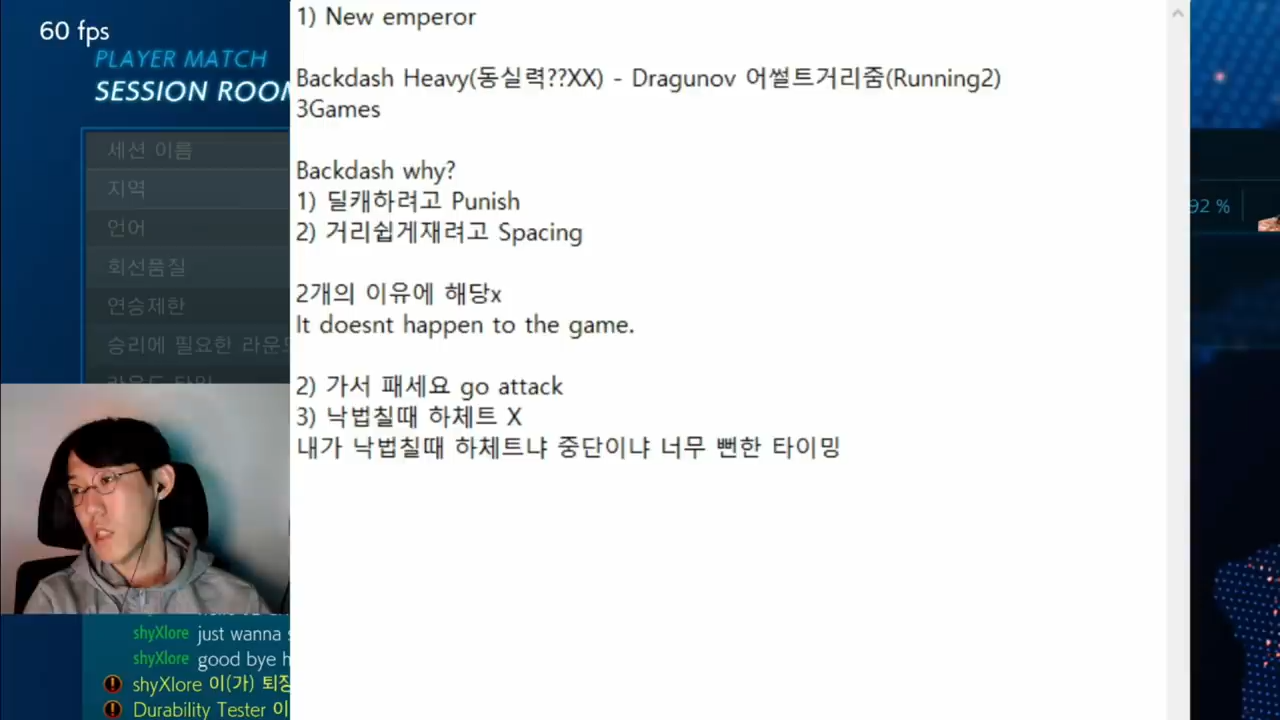 60 fps
PLAYER MATCH
SESSION ROOM
세션 이름
지역
언어
회선품질
연승제한
승리에 필요한
92 %
1) New emperor
Backdash Heavy(동실력??XX) - Dragunov 어썰트거리줌(Running2)
3Games
Backdash why?
1) 딜캐하려고 Punish
2) 거리쉽게재려고 Spacing
2개의 이유에 해당x
It doesnt happen to the game.
2) 가서 패세요 go attack
3) 낙법칠때 하체트 X
내가 낙법칠때 하체트냐 중단이냐 너무 뻔한 타이밍
shyXlore just wanna
shyXlore good bye
shyXlore 이(가)
Durability Tester 이